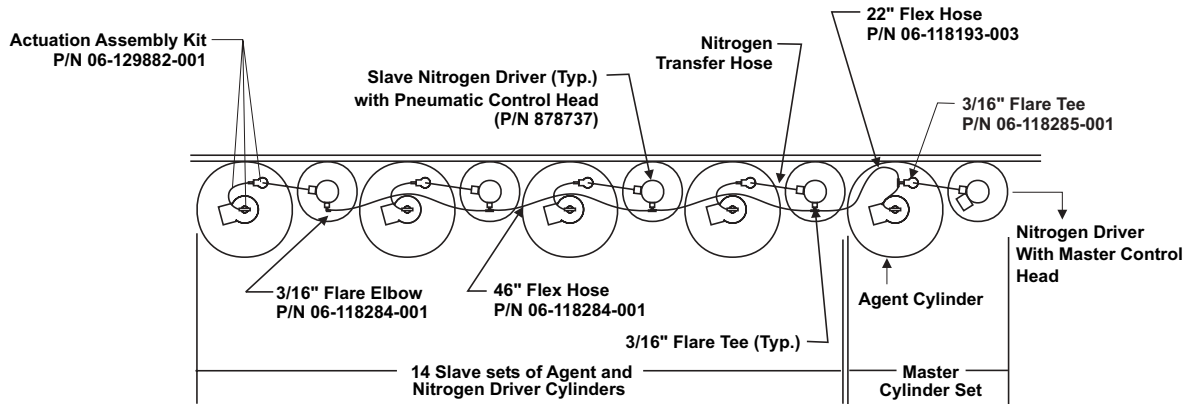 22" Flex Hose
P/N 06-118193-003
Actuation Assembly Kit
P/N 06-129882-001
Nitrogen
Transfer Hose
Slave Nitrogen Driver (Typ.)
with Pneumatic Control Head
(P/N 878737)
3/16" Flare Tee
P/N 06-118285-001
Nitrogen Driver
With Master Control
Head
3/16" Flare Elbow
P/N 06-118284-001
46" Flex Hose
P/N 06-118284-001
Agent Cylinder
3/16" Flare Tee (Typ.)
14 Slave sets of Agent and
Nitrogen Driver Cylinders
Master
Cylinder Set